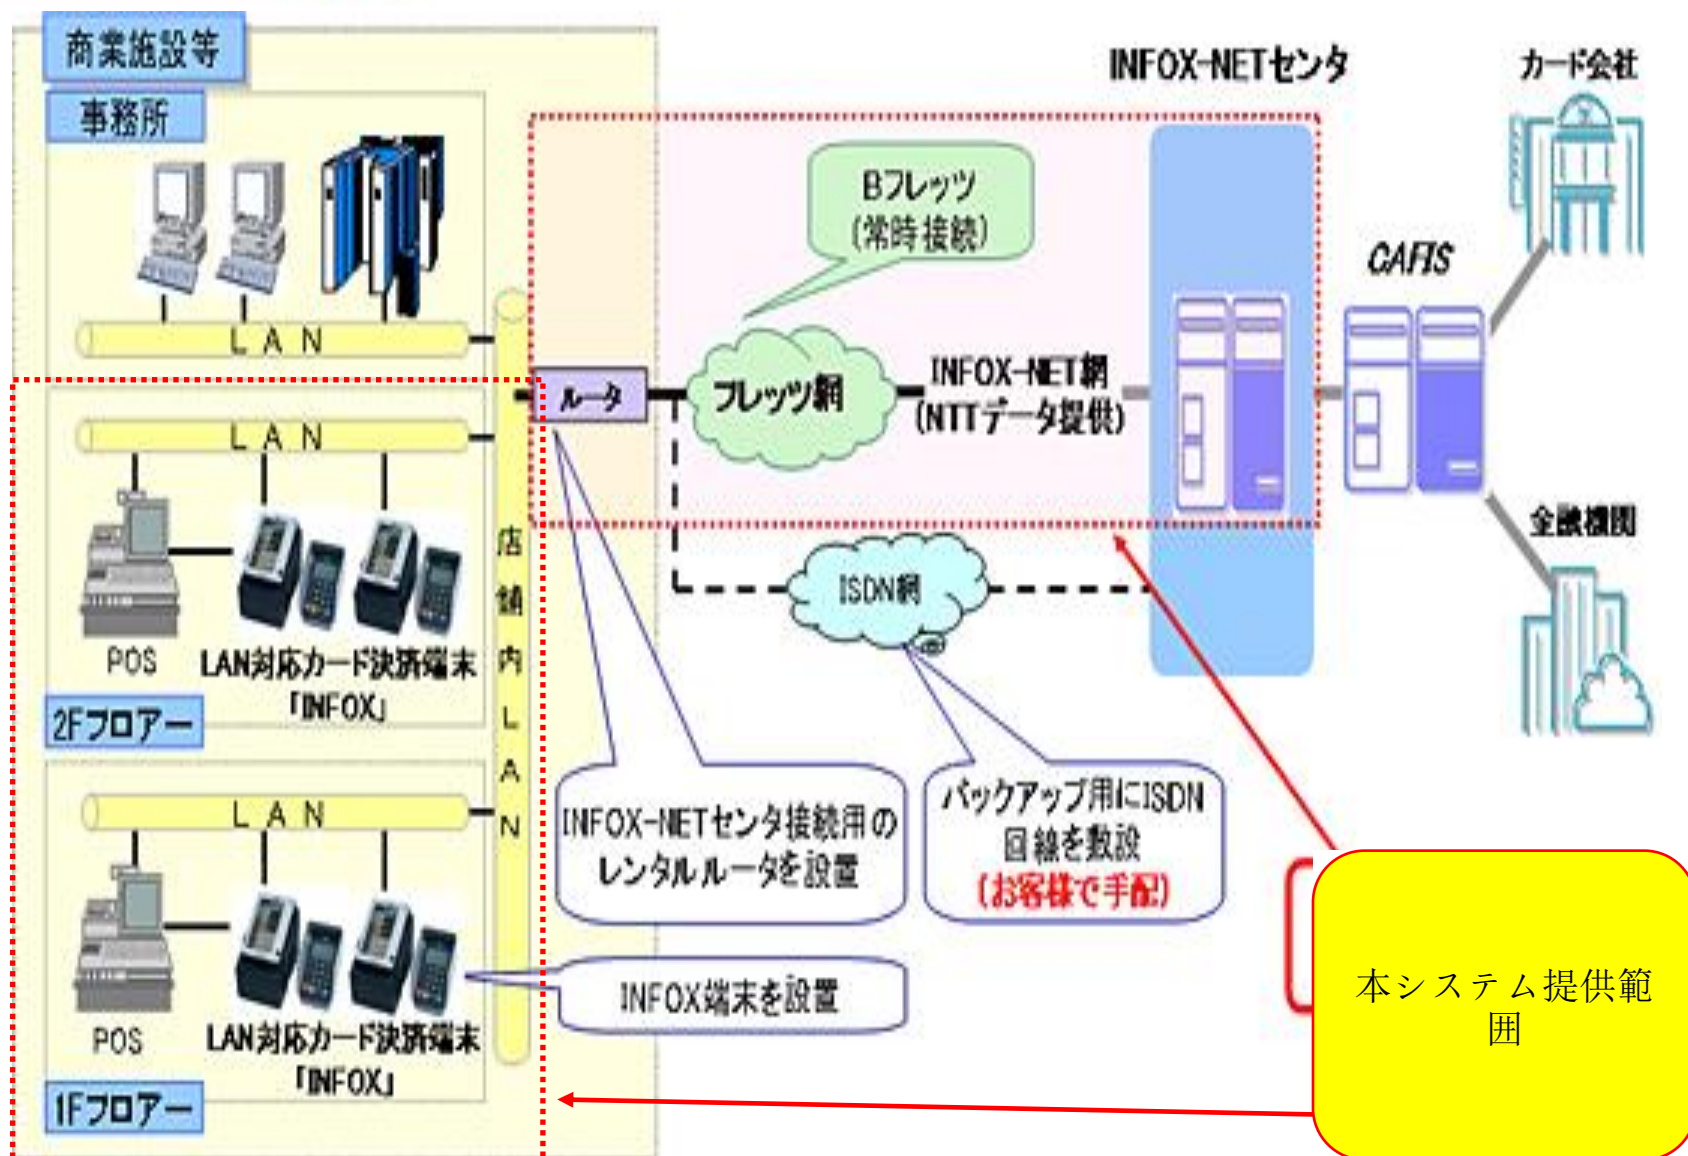 商業施設等
事務所
LAN
INFOX-NETセンタ
カード会社
Bフレッツ
(常時接続)
CAFIS
ルータ
フレッツ網
INFOX-NET網
(NTTデータ提供)
LAN
POS
LAN対応カード決済端末
「INFOX」
2Fフロアー
店舗内LAN
ISDN網
金融機関
INFOX-NETセンタ接続用の
レンタルルータを設置
バックアップ用にISDN
回線を敷設
(お客様で手配)
LAN
POS
LAN対応カード決済端末
「INFOX」
1Fフロアー
INFOX端末を設置
本システム提供範
囲